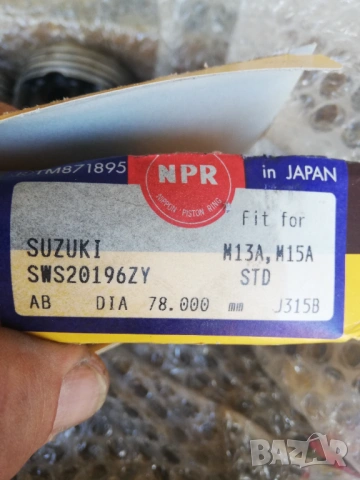 TM871895
NPR
NIPPON PISTON RING
in JAPAN
Fit for
SUZUKI M13A, M15A
SWS20196ZY STD
AB DIA 78.000 mm J315B
BAZAR